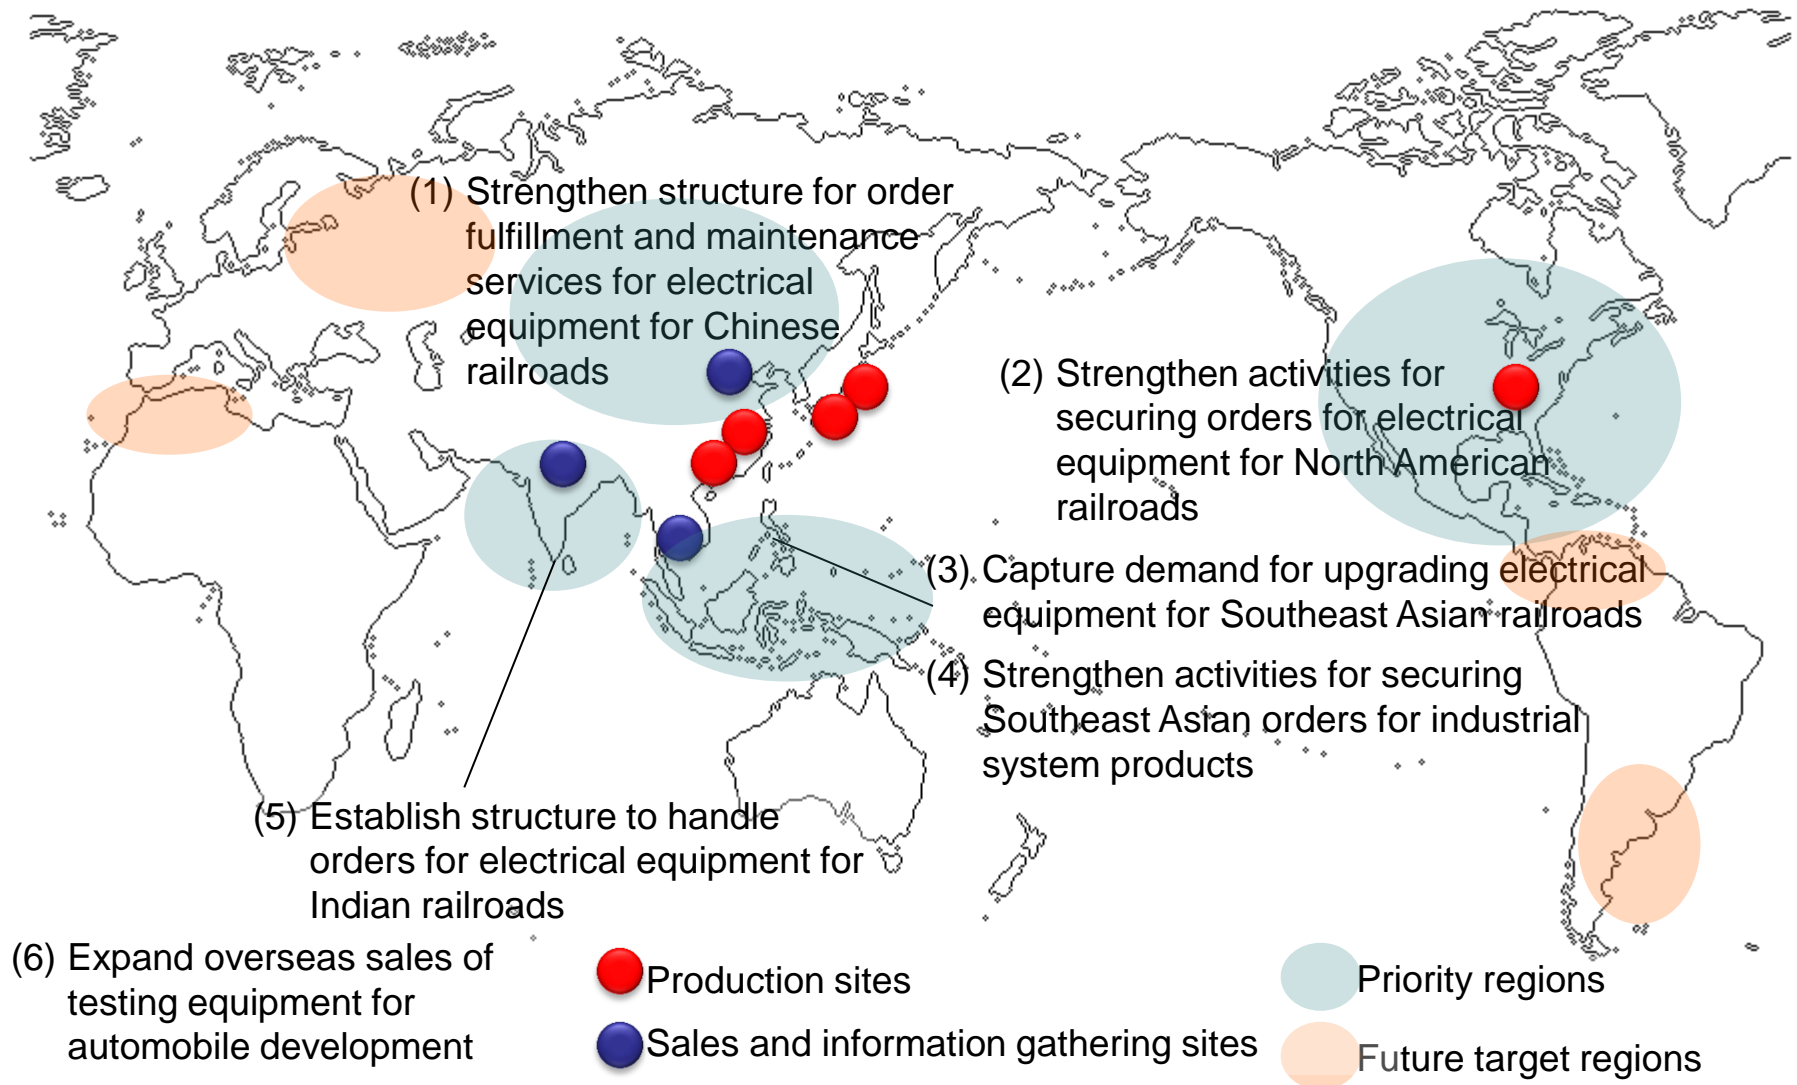 (1) Strengthen structure for order
fulfillment and maintenance
services for electrical
equipment for Chinese
railroads
(2) Strengthen activities for
securing orders for electrical
equipment for North American
railroads
(3) Capture demand for upgrading electrical
equipment for Southeast Asian railroads
(4) Strengthen activities for securing
Southeast Asian orders for industrial
system products
(5) Establish structure to handle
orders for electrical equipment for
Indian railroads
(6) Expand overseas sales of
testing equipment for
automobile development
Production sites
Sales and information gathering sites
Priority regions
Future target regions